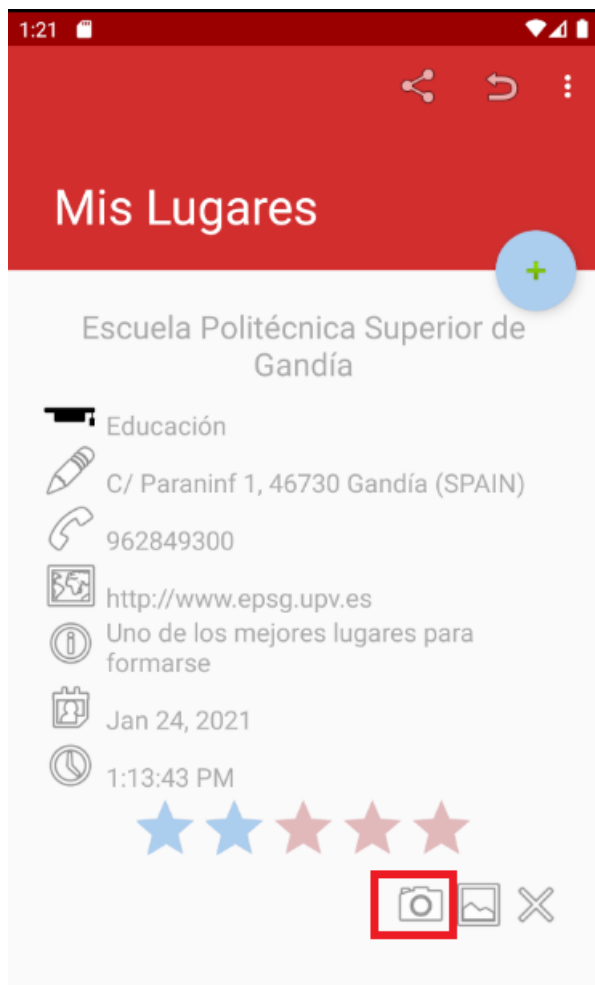 1:21
Mis Lugares
Escuela Politécnica Superior de
Gandía
Educación
C/ Paraninf 1, 46730 Gandía (SPAIN)
962849300
http://www.epsg.upv.es
Uno de los mejores lugares para
formarse
Jan 24, 2021
1:13:43 PM